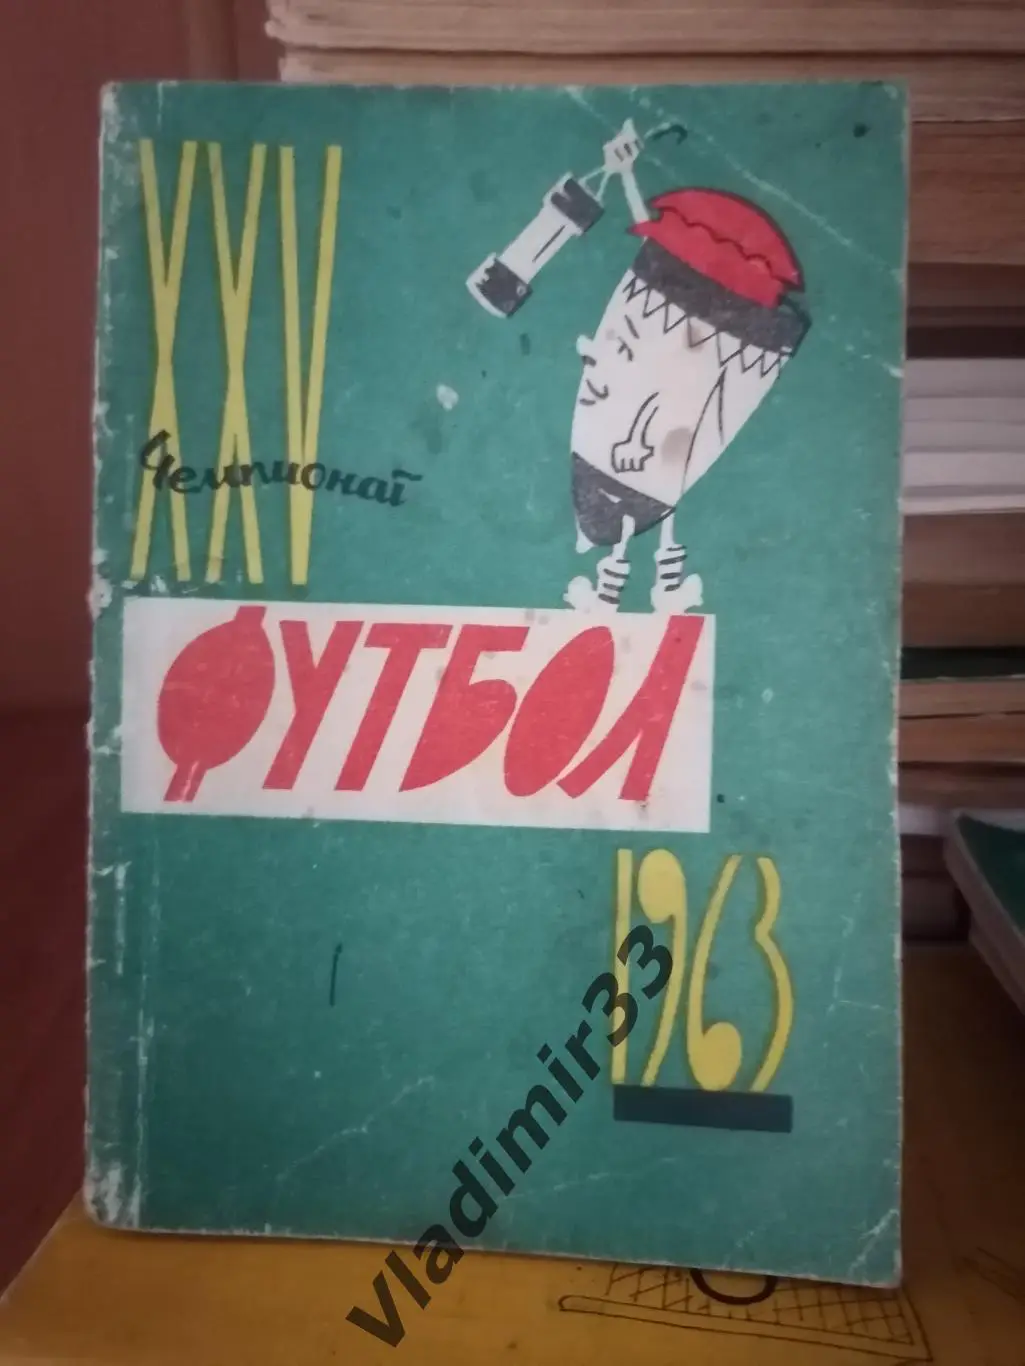 XXV
Чемпионат
ФУТБОЛ
1963
Vladimir33